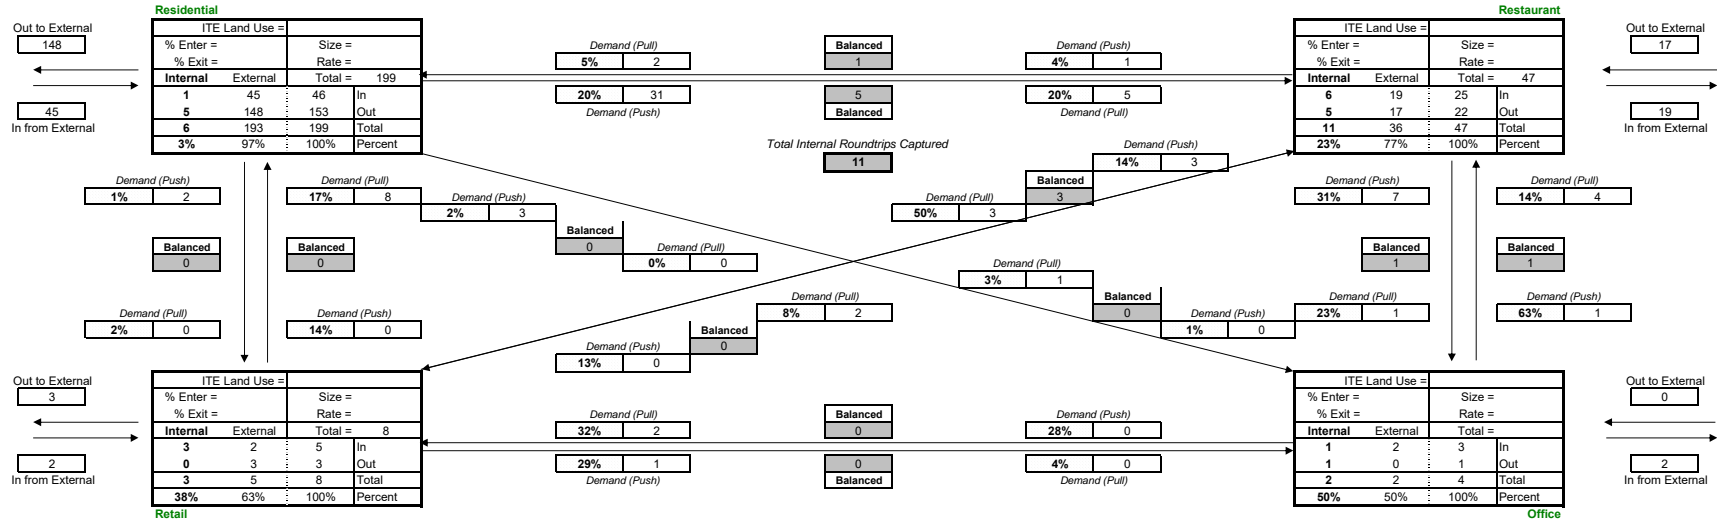 Residential Restaurant
Out to External ITE Land Use = ITE Land Use = Out to External
148 % Enter = Size = Demand (Pull) Balanced Demand (Push) % Enter = Size = 17
% Exit = Rate = 5% 2 1 4% 1 % Exit = Rate =
Internal External Total = 199 Internal External Total = 47
1 45 46 In 20% 31 5 20% 5 6 19 25 In
45 5 148 153 Out Demand (Push) Balanced Demand (Pull) 5 17 22 Out 19
In from External 6 193 199 Total 11 36 47 Total In from External
3% 97% 100% Percent Total Internal Roundtrips Captured Demand (Push) 23% 77% 100% Percent
11 14% 3
Demand (Push) Demand (Pull) Balanced Demand (Push) Demand (Pull)
1% 2 17% 8 Demand (Push) Demand (Pull) 3 31% 7 14% 4
2% 3 50% 3
Balanced
Balanced Balanced 0 Demand (Pull) Balanced Balanced
0 0 0% 0 Demand (Pull) 1 1
3% 1
Demand (Pull) Demand (Push) Demand (Pull) Balanced Demand (Pull) Demand (Push)
8% 2 0 Demand (Push) 23% 1 63% 1
2% 0 14% 0 Balanced 1% 0
Demand (Push) 0
13% 0
Out to External ITE Land Use = ITE Land Use = Out to External
3 % Enter = Size = % Enter = Size = 0
% Exit = Rate = Demand (Pull) Balanced Demand (Push) % Exit = Rate =
Internal External Total = 8 32% 2 0 28% 0 Internal External Total =
3 2 5 In 1 2 3 In
2 0 3 3 Out 29% 1 0 4% 0 1 0 1 Out 2
In from External 3 5 8 Total Demand (Push) Balanced Demand (Pull) 2 2 4 Total In from External
38% 63% 100% Percent 50% 50% 100% Percent
Retail Office